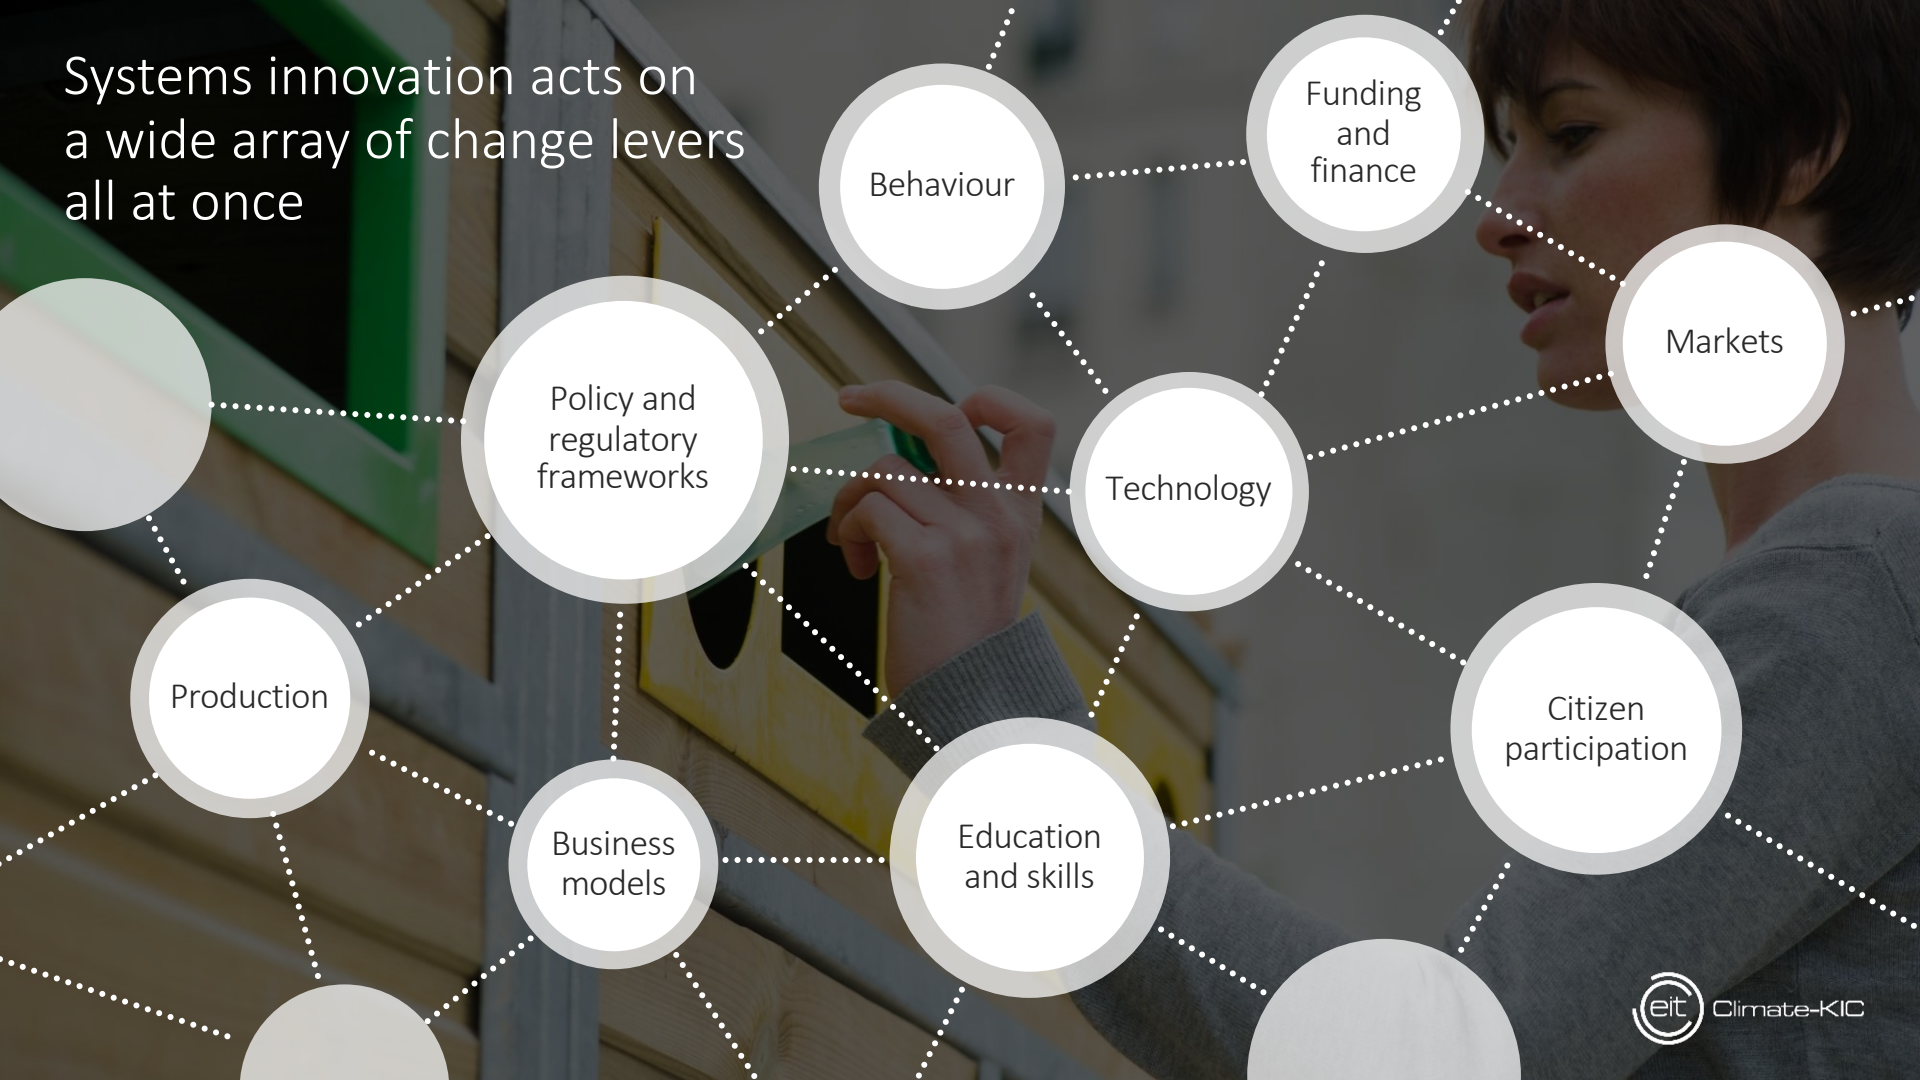 Systems innovation acts on
a wide array of change levers
all at once
Behaviour
Funding
and
finance
Markets
Policy and
regulatory
frameworks
Technology
Production
Citizen
participation
Business
models
Education
and skills
eit Climate-KIC